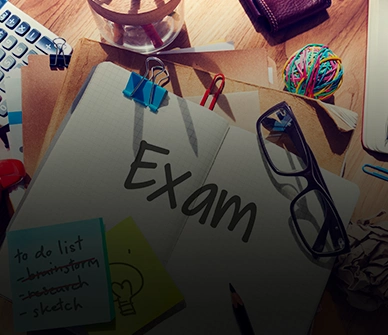 Exam
to do list
- brainstorm
- research
- sketch